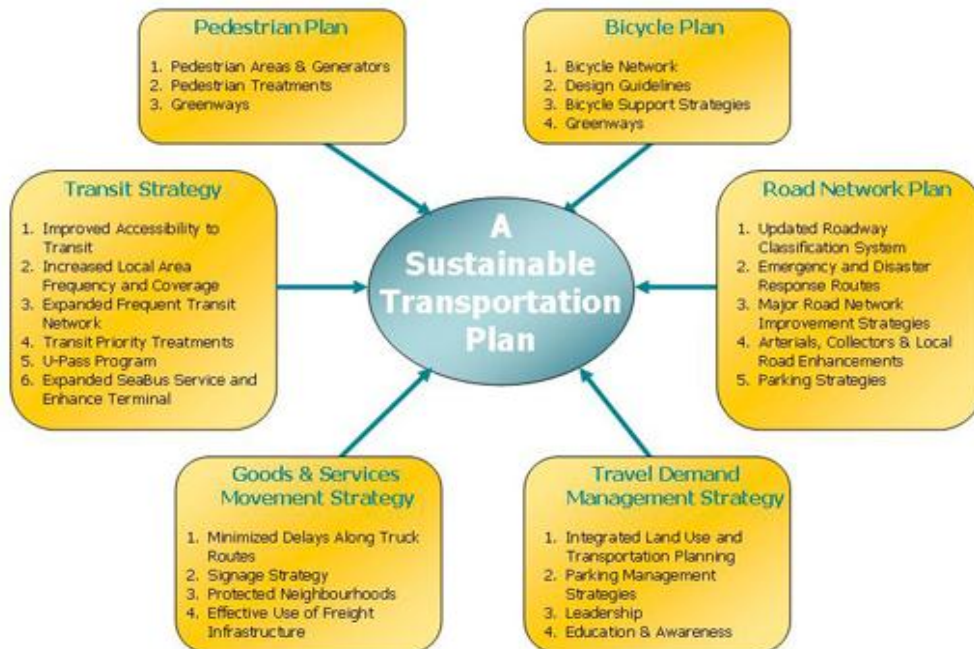 Pedestrian Plan
1. Pedestrian Areas & Generators
2. Pedestrian Treatments
3. Greenways
Bicycle Plan
1. Bicycle Network
2. Design Guidelines
3. Bicycle Support Strategies
4. Greenways
Transit Strategy
1. Improved Accessibility to
Transit
2. Increased Local Area
Frequency and Coverage
3. Expanded Frequent Transit
Network
4. Transit Priority Treatments
5. U-Pass Program
6. Expanded SeaBus Service and
Enhance Terminal
A
Sustainable
Transportation
Plan
Road Network Plan
1. Updated Roadway
Classification System
2. Emergency and Disaster
Response Routes
3. Major Road Network
Improvement Strategies
4. Arterials, Collectors & Local
Road Enhancements
5. Parking Strategies
Goods & Services
Movement Strategy
1. Minimized Delays Along Truck
Routes
2. Signage Strategy
3. Protected Neighbourhoods
4. Effective Use of Freight
Infrastructure
Travel Demand
Management Strategy
1. Integrated Land Use and
Transportation Planning
2. Parking Management
Strategies
3. Leadership
4. Education & Awareness